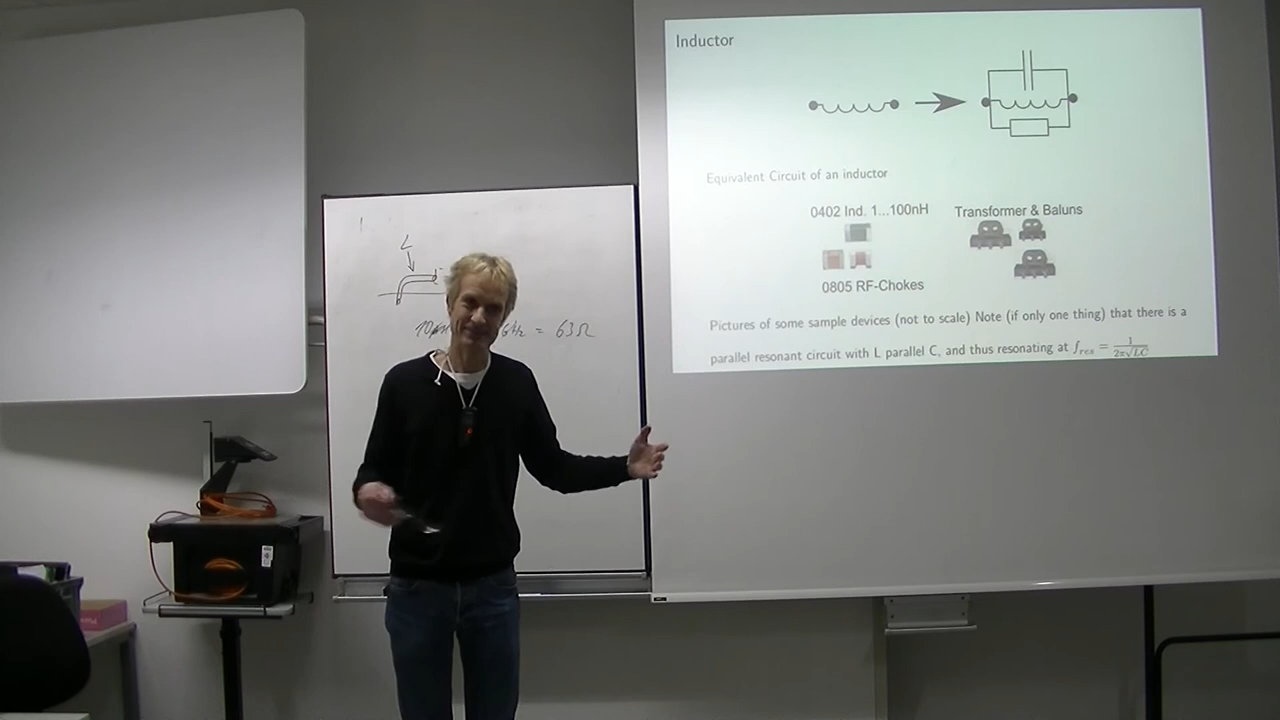 Inductor
Equivalent Circuit of an inductor
0402 Ind. 1...100nH
Transformer & Baluns
0805 RF-Chokes
Pictures of some sample devices (not to scale) Note (if only one thing) that there is a
parallel resonant circuit with L parallel C, and thus resonating at f_res = 1/(2π√LC)
L
= 63Ω